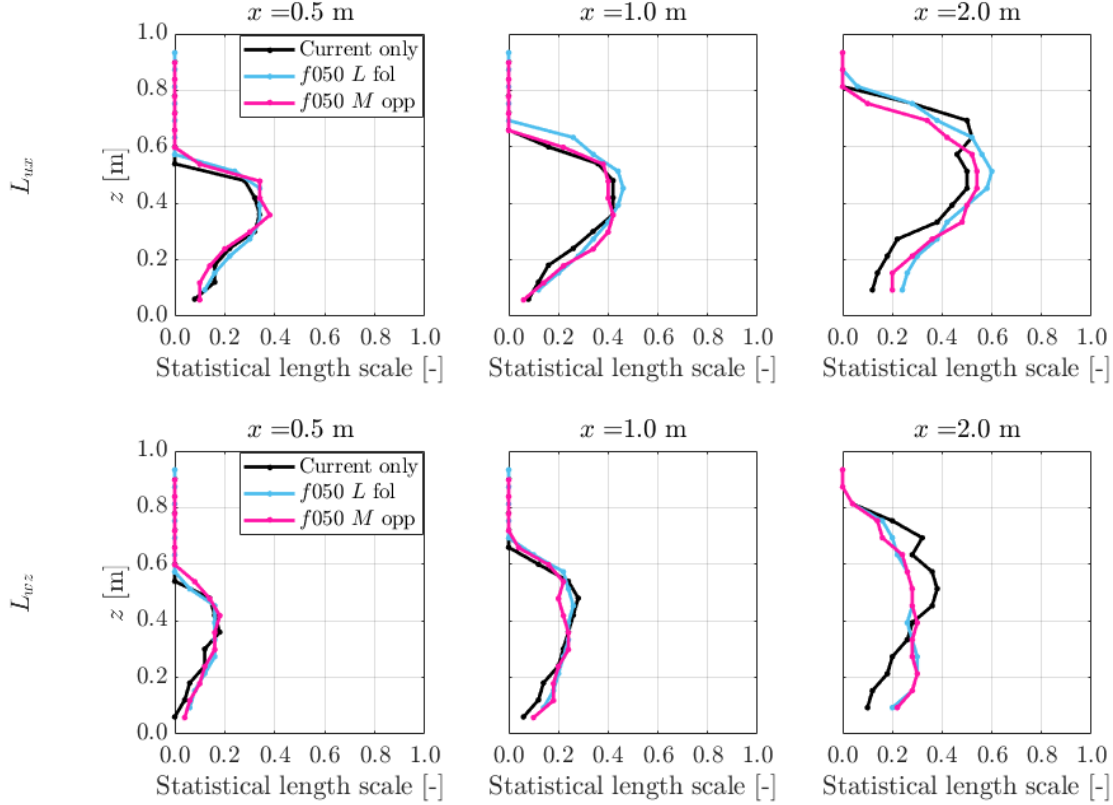 x =0.5 m x =1.0 m x =2.0 m
1.0
0.8
0.6
0.4
0.2
0.0
z [m]
L_ux
Current only
f050 L fol
f050 M opp
0.0 0.2 0.4 0.6 0.8 1.0 0.0 0.2 0.4 0.6 0.8 1.0 0.0 0.2 0.4 0.6 0.8 1.0
Statistical length scale [-] Statistical length scale [-] Statistical length scale [-]
x =0.5 m x =1.0 m x =2.0 m
1.0
0.8
0.6
0.4
0.2
0.0
z [m]
L_wz
Current only
f050 L fol
f050 M opp
0.0 0.2 0.4 0.6 0.8 1.0 0.0 0.2 0.4 0.6 0.8 1.0 0.0 0.2 0.4 0.6 0.8 1.0
Statistical length scale [-] Statistical length scale [-] Statistical length scale [-]